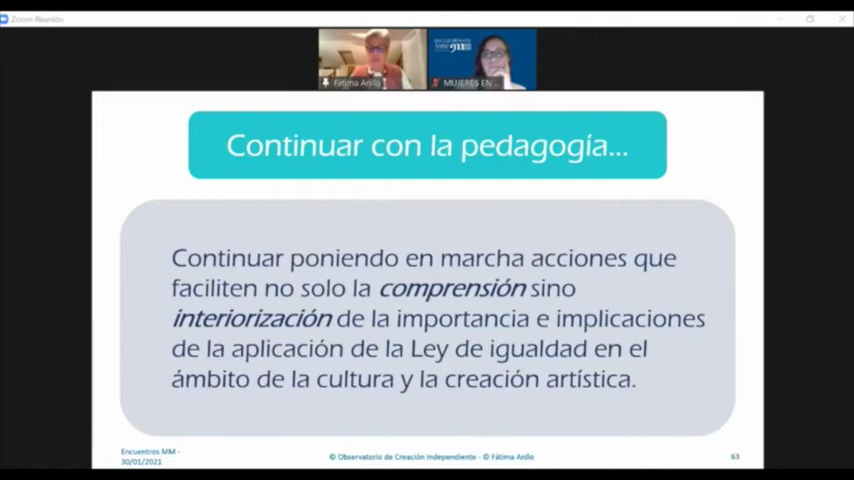 Zoom Reunión
Fátima Anillo
MUJERES EN ...
Continuar con la pedagogía...
Continuar poniendo en marcha acciones que
faciliten no solo la comprensión sino
interiorización de la importancia e implicaciones
de la aplicación de la Ley de igualdad en el
ámbito de la cultura y la creación artística.
Encuentros MM -
30/01/2021
© Observatorio de Creación Independiente - © Fátima Anillo
63